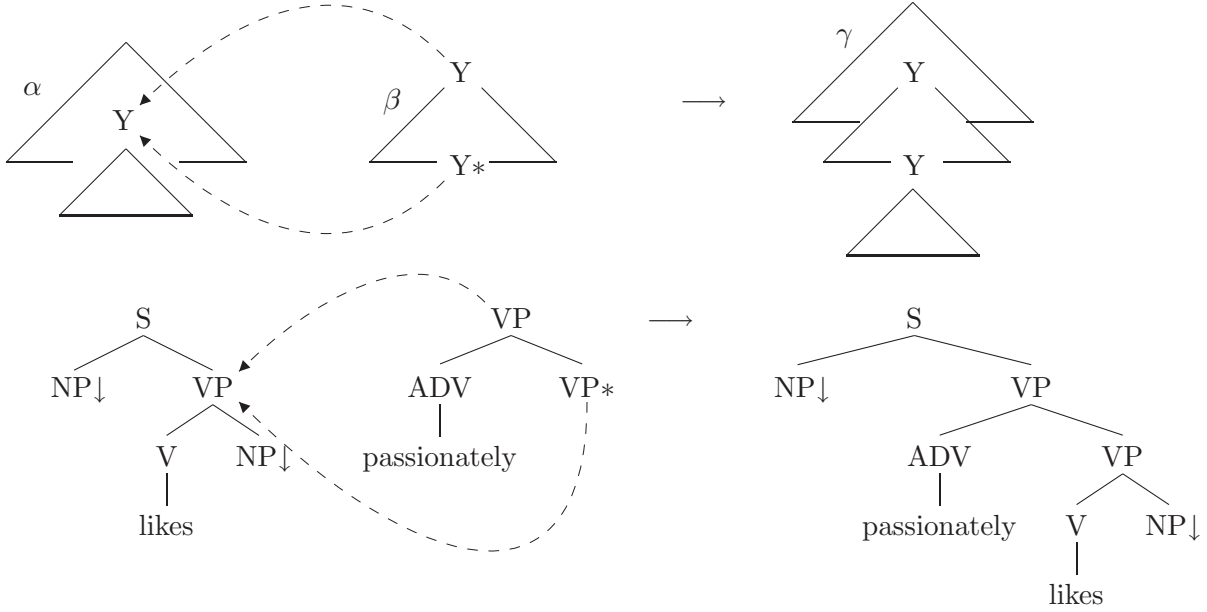 α Y β Y ⟶ γ Y
Y∗ Y
S VP ⟶ S
NP↓ VP ADV VP∗ NP↓ VP
V NP↓ passionately ADV VP
likes passionately V NP↓
likes